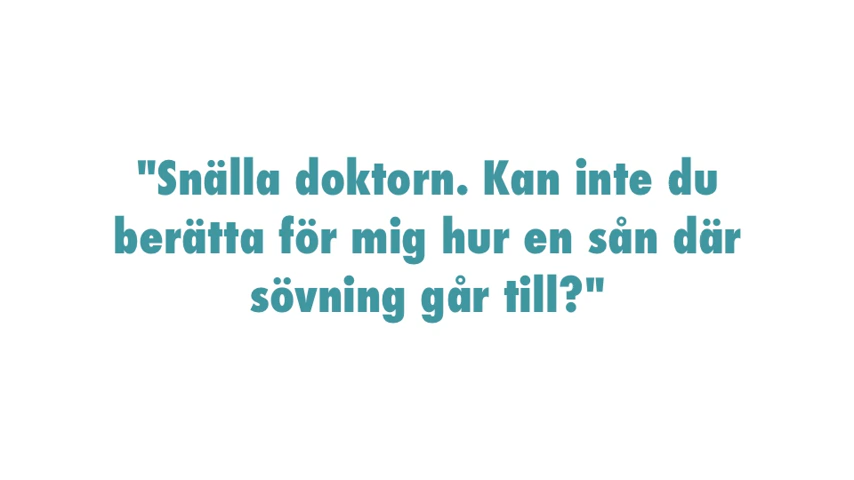 "Snälla doktorn. Kan inte du
berätta för mig hur en sån där
sövning går till?"